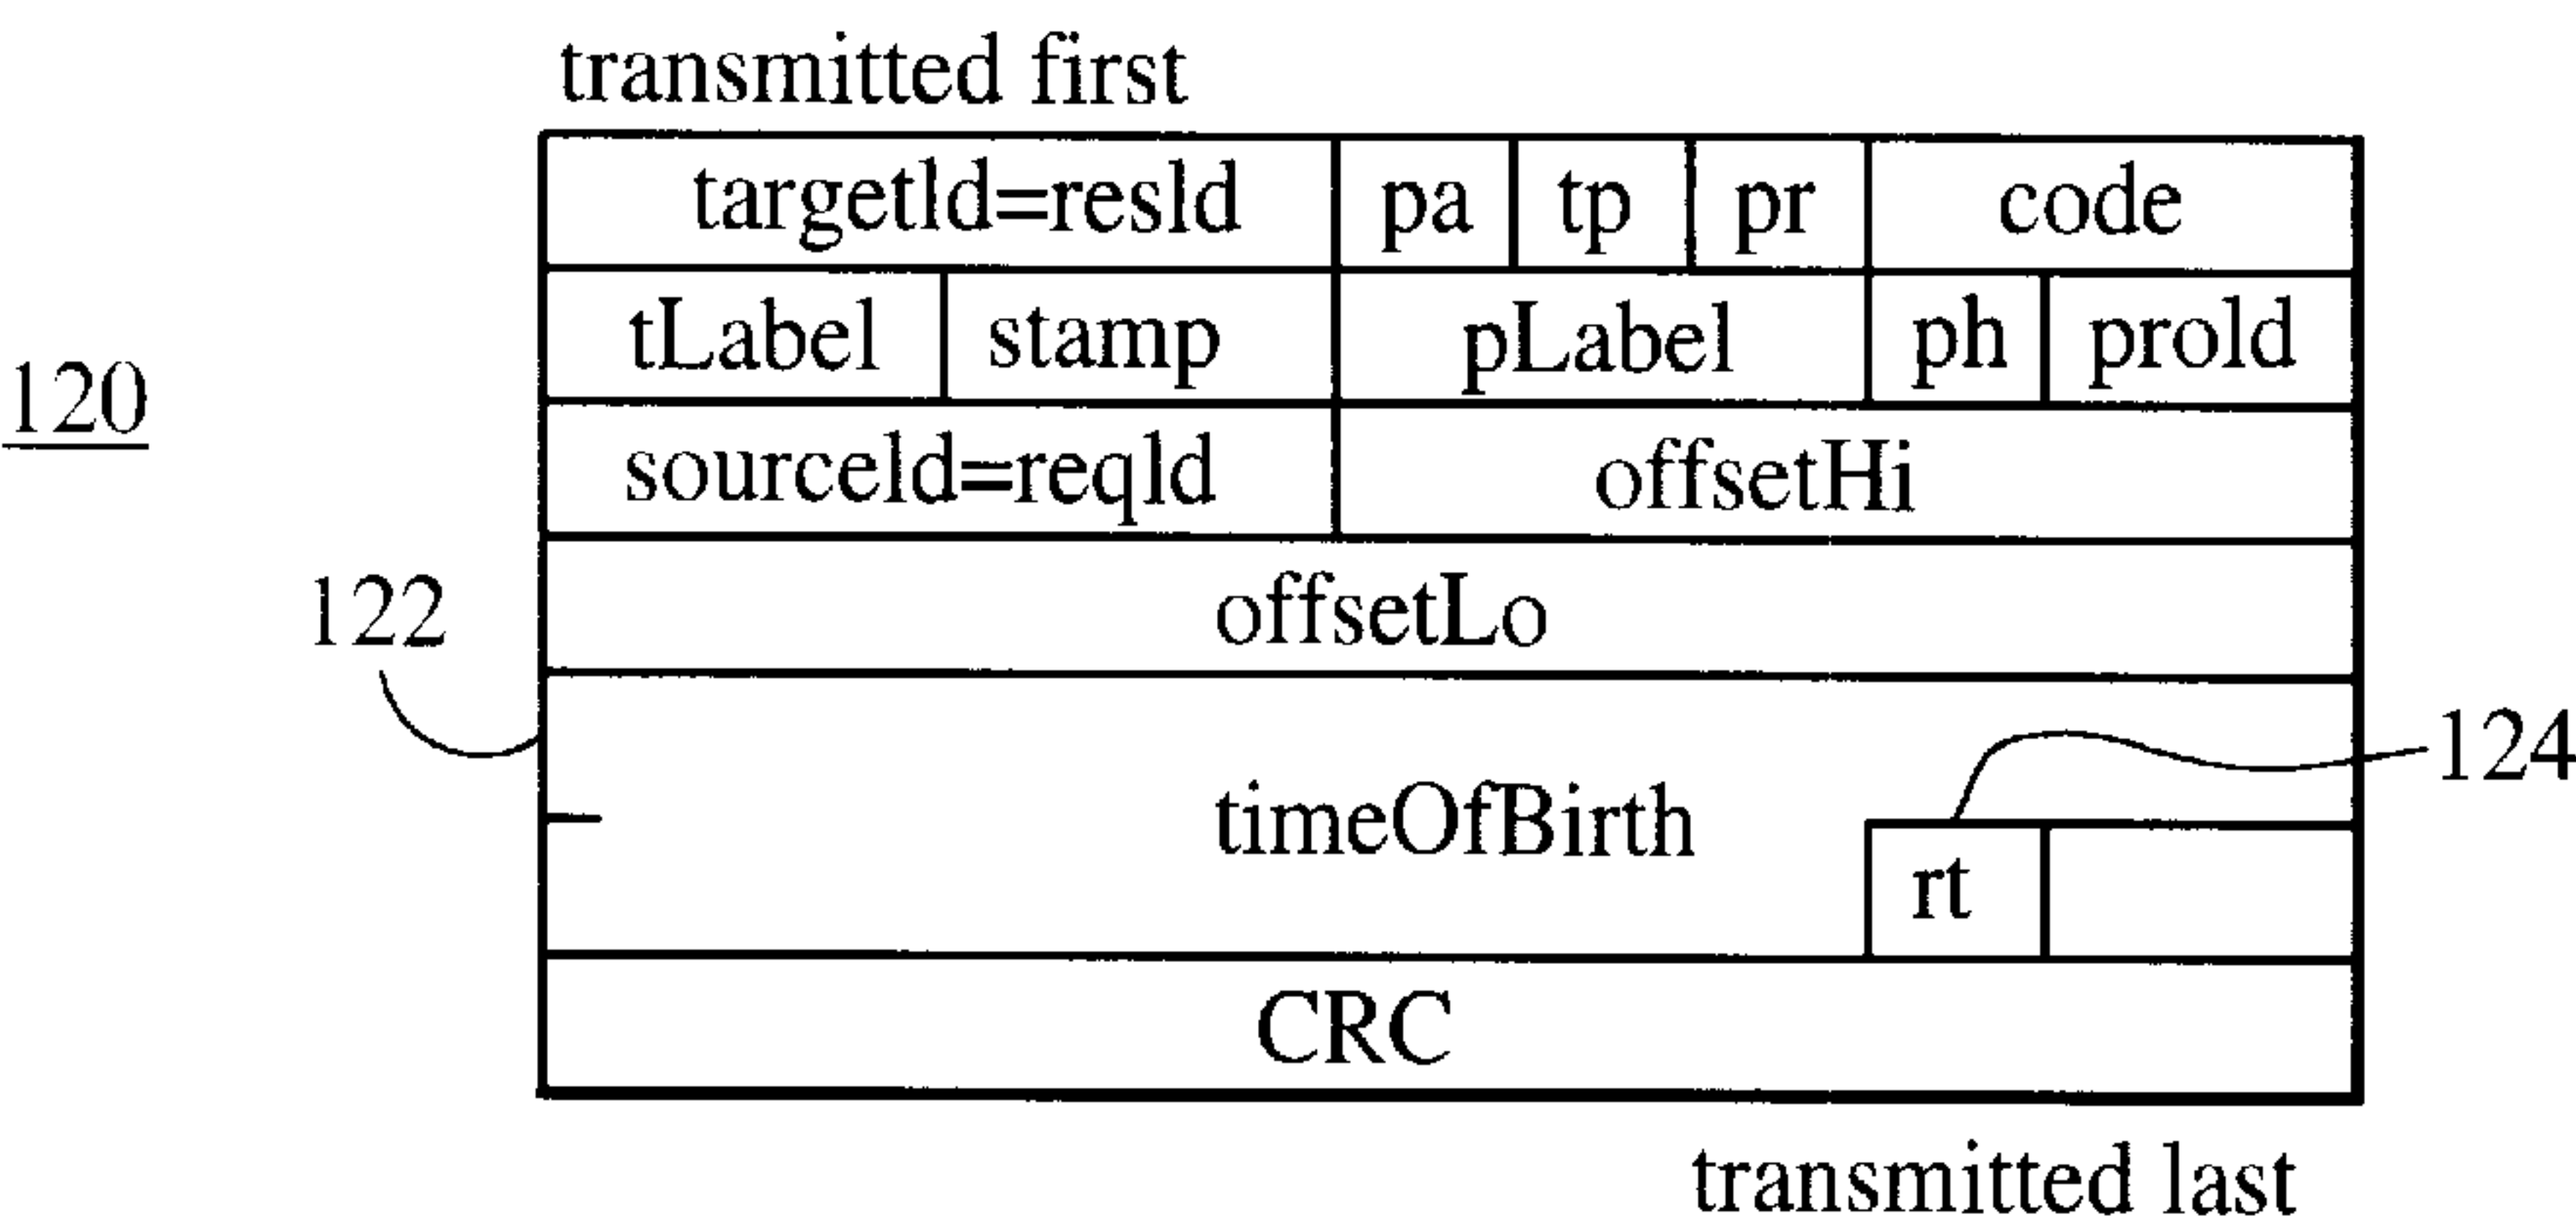 transmitted first
targetId=resId pa tp pr code
tLabel stamp pLabel ph proId
120
sourceId=reqId offsetHi
122
offsetLo
124
timeOfBirth
rt
CRC
transmitted last